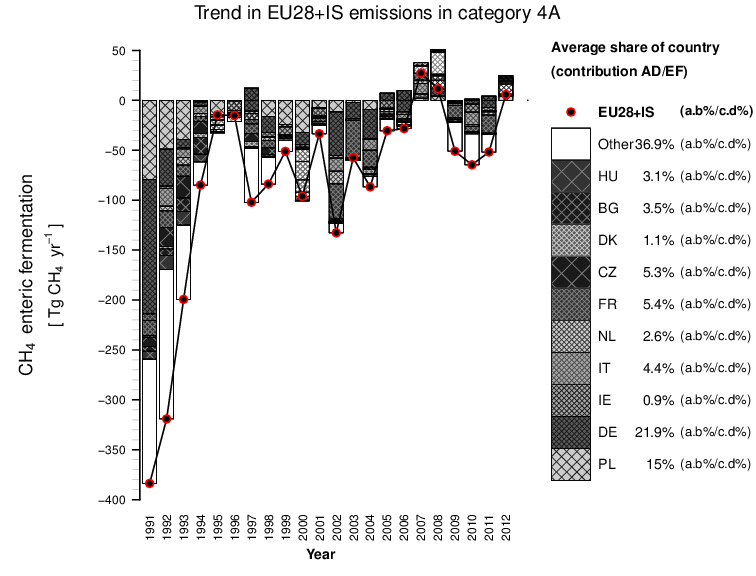 Trend in EU28+IS emissions in category 4A
CH4 enteric fermentation
[ Tg CH4 yr−1 ]
50
0
−50
−100
−150
−200
−250
−300
−350
−400
1991 1992 1993 1994 1995 1996 1997 1998 1999 2000 2001 2002 2003 2004 2005 2006 2007 2008 2009 2010 2011 2012
Year
Average share of country
(contribution AD/EF)
EU28+IS (a.b%/c.d%)
Other 36.9% (a.b%/c.d%)
HU 3.1% (a.b%/c.d%)
BG 3.5% (a.b%/c.d%)
DK 1.1% (a.b%/c.d%)
CZ 5.3% (a.b%/c.d%)
FR 5.4% (a.b%/c.d%)
NL 2.6% (a.b%/c.d%)
IT 4.4% (a.b%/c.d%)
IE 0.9% (a.b%/c.d%)
DE 21.9% (a.b%/c.d%)
PL 15% (a.b%/c.d%)